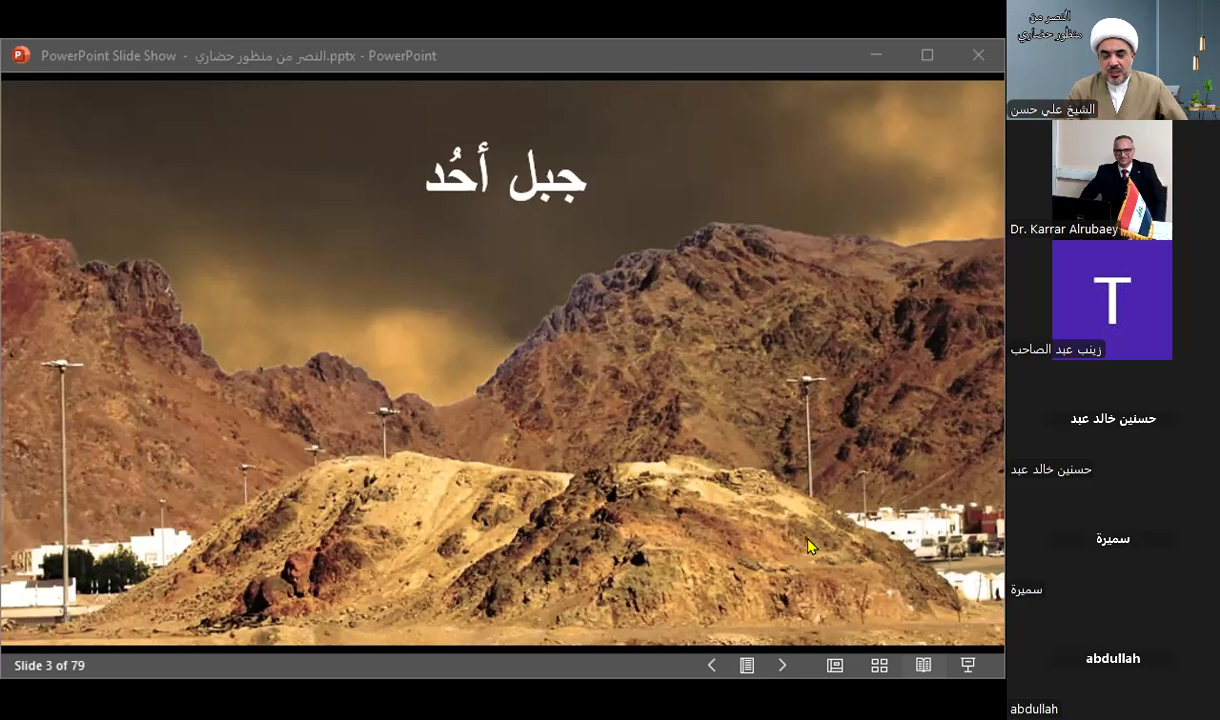 PowerPoint Slide Show - النصر من منظور حضاري.pptx - PowerPoint
جبل أُحُد
Slide 3 of 79
النصر من
منظور حضاري
الشيخ علي حسن
Dr. Karrar Alrubaey
T
زينب عبد الصاحب
حسنين خالد عبد
حسنين خالد عبد
سميرة
سميرة
abdullah
abdullah